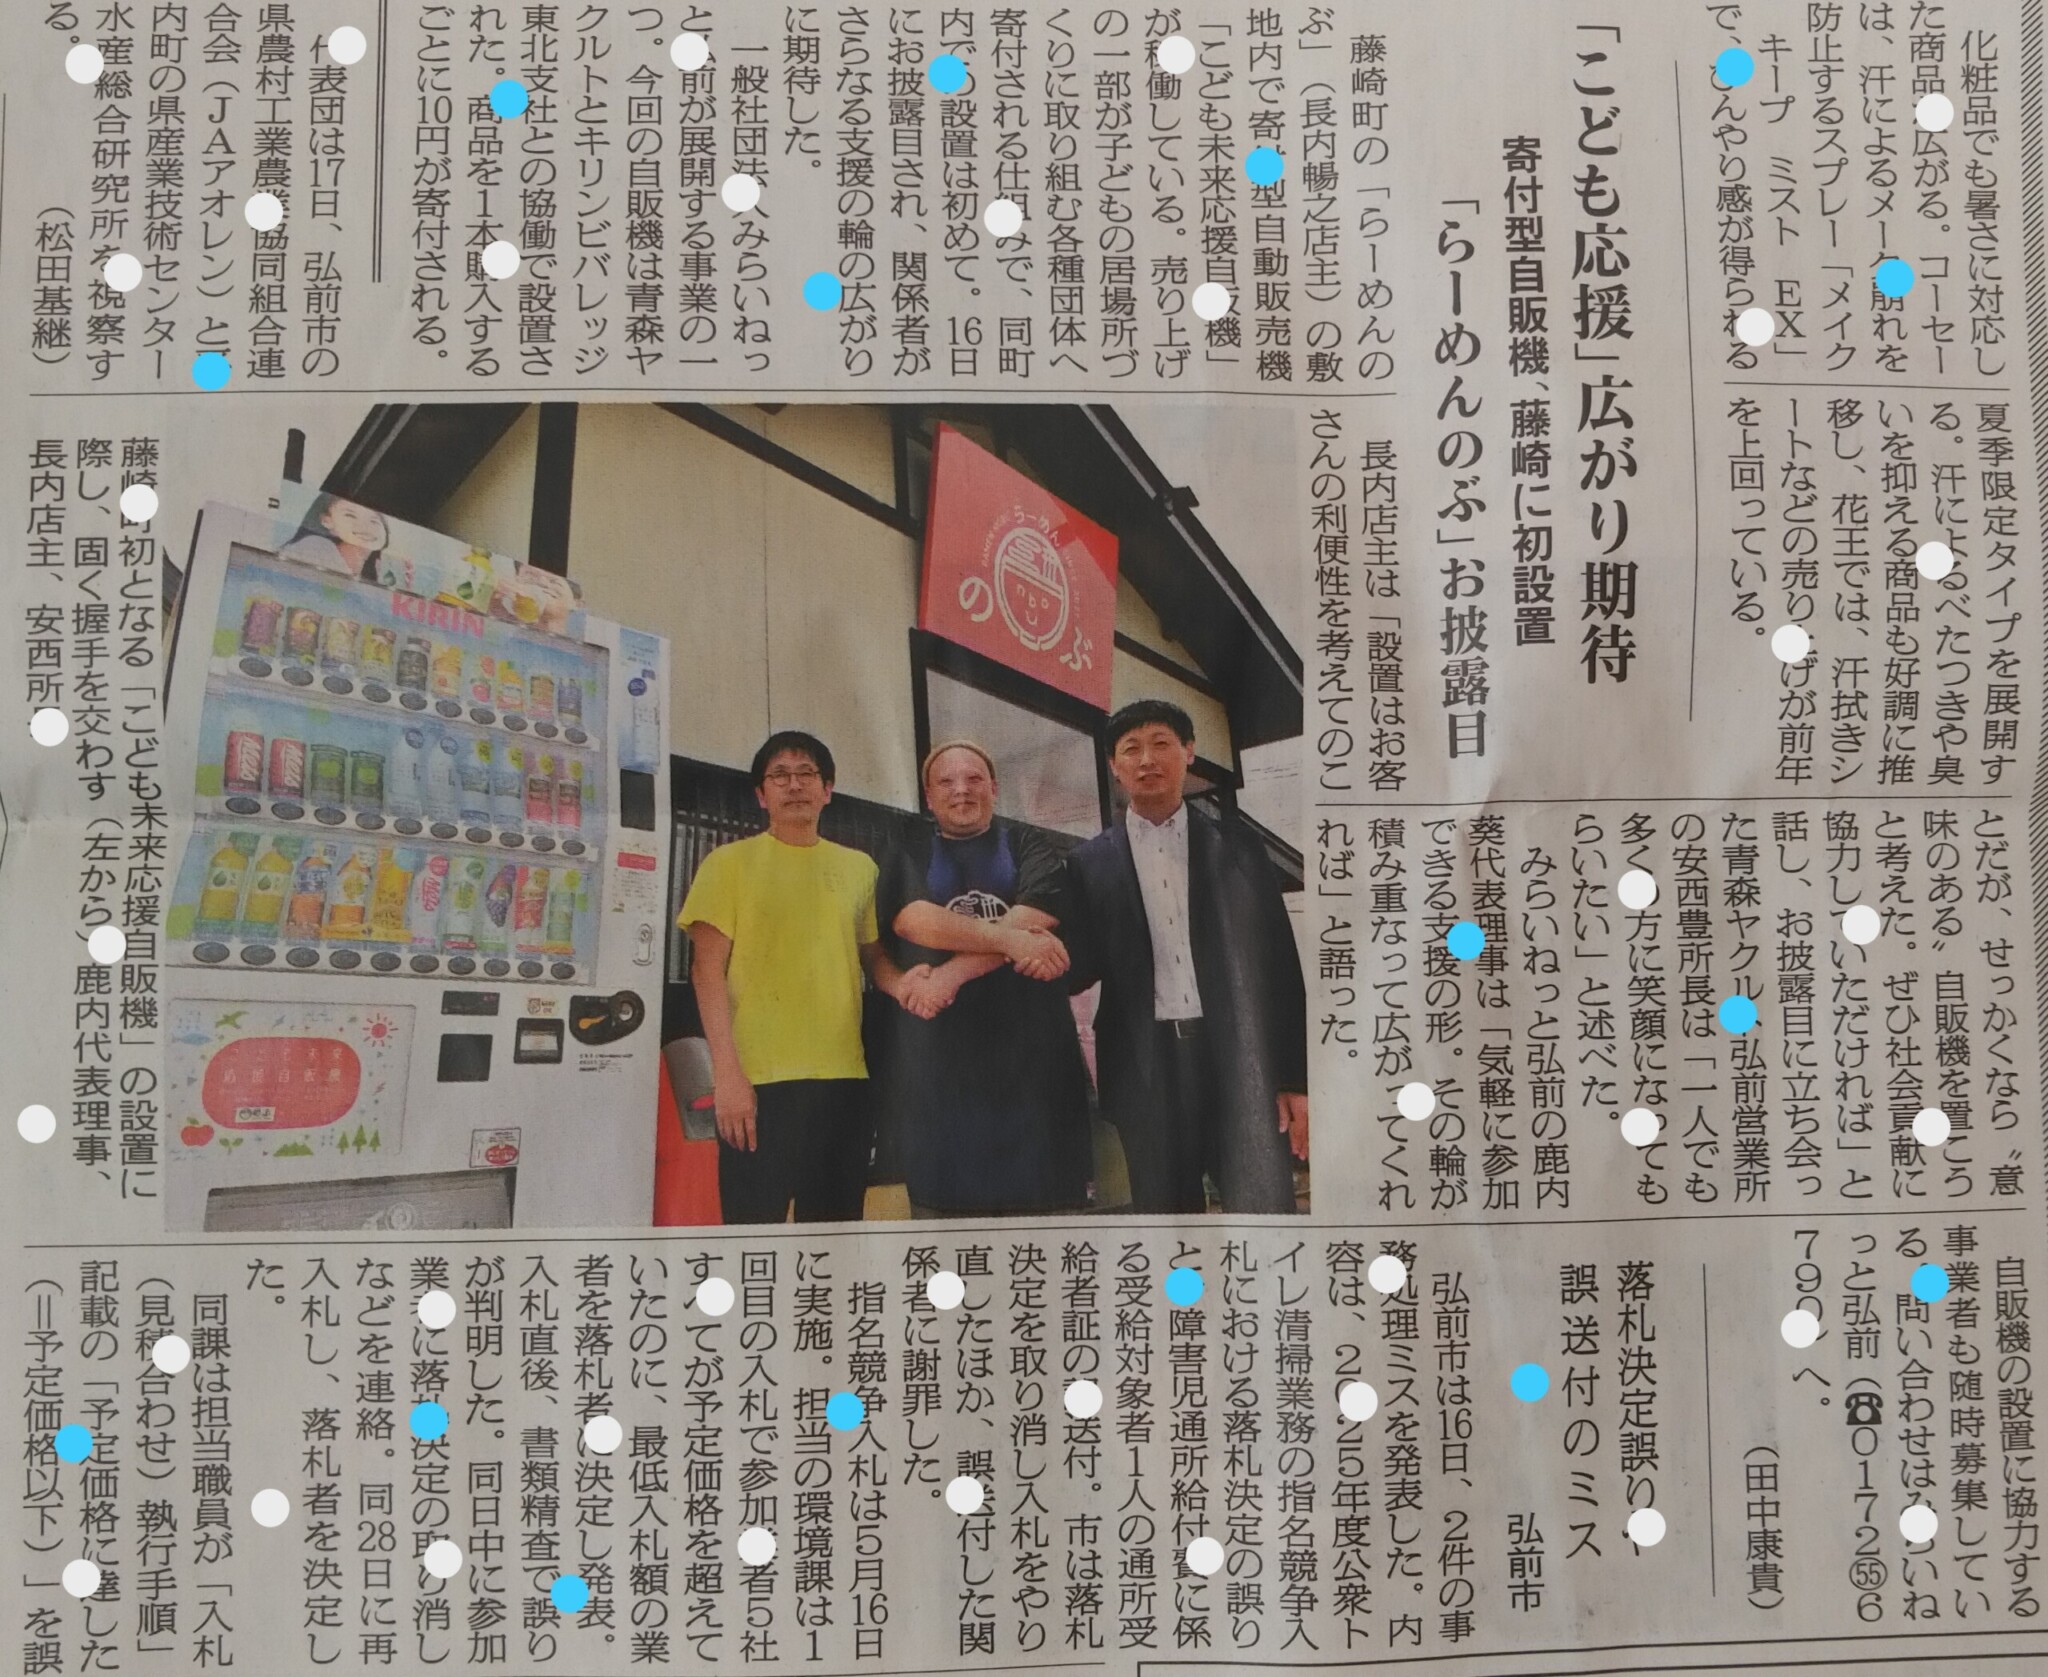 化粧品でも暑さに対応し
た商品広がる。コーセー
は、汗によるメーク崩れを
防止するスプレー「メイク
キープ ミスト EX」
で、ひんやり感が得られる
夏季限定タイプを展開す
る。汗によるべたつきや臭
いを抑える商品も好調に推
移し、花王では、汗拭きシ
ートなどの売り上げが前年
を上回っている。
「こども応援」広がり期待
寄付型自販機、藤崎に初設置
「らーめんのぶ」お披露目
藤崎町の「らーめんの
ぶ」(長内暢之店主)の敷
地内で寄付型自動販売機
「こども未来応援自販機」
が稼働している。売り上げ
の一部が子どもの居場所づ
くりに取り組む各種団体へ
寄付される仕組みで、同町
内での設置は初めて。16日
にお披露目され、関係者が
さらなる支援の輪の広がり
に期待した。
一般社団法人みらいねっ
と弘前が展開する事業の一
つ。今回の自販機は青森ヤ
クルトとキリンビバレッジ
東北支社との協働で設置さ
れた。商品を1本購入する
ごとに10円が寄付される。
長内店主は「設置はお客
さんの利便性を考えてのこ
とだが、せっかくなら〝意
味のある〟自販機を置こう
と考えた。ぜひ社会貢献に
協力していただければ」と
話し、お披露目に立ち会っ
た青森ヤクルト弘前営業所
の安西豊所長は「一人でも
多くの方に笑顔になっても
らいたい」と述べた。
みらいねっと弘前の鹿内
葵代表理事は「気軽に参加
できる支援の形。その輪が
積み重なって広がってくれ
れば」と語った。
自販機の設置に協力する
事業者も随時募集してい
る。問い合わせはみらいね
っと弘前(☎0172㊺6
790)へ。
(田中康貴)
らーめん
のぶ
nbo
KIRIN
こども未来
応援自販機
藤崎町初となる「こども未来応援自販機」の設置に
際し、固く握手を交わす(左から)鹿内代表理事、
長内店主、安西所長
代表団は17日、弘前市の
県農村工業農業協同組合連
合会(JAアオレン)と
内町の県産業技術センター
水産総合研究所を視察す
る。
(松田基継)
落札決定誤りや
誤送付のミス
弘前市
弘前市は16日、2件の事
務処理ミスを発表した。内
容は、2025年度公衆ト
イレ清掃業務の指名競争入
札における落札決定の誤り
と、障害児通所給付費に係
る受給対象者1人の通所受
給者証の誤送付。市は落札
決定を取り消し入札をやり
直したほか、誤送付した関
係者に謝罪した。
指名競争入札は5月16日
に実施。担当の環境課は1
回目の入札で参加業者5社
すべてが予定価格を超えて
いたのに、最低入札額の業
者を落札者に決定し発表。
入札直後、書類精査で誤り
が判明した。同日中に参加
業者に落札決定の取り消し
などを連絡。同28日に再
入札し、落札者を決定し
た。
同課は担当職員が「入札
(見積合わせ)執行手順」
記載の「予定価格に達した
(=予定価格以下)」を誤